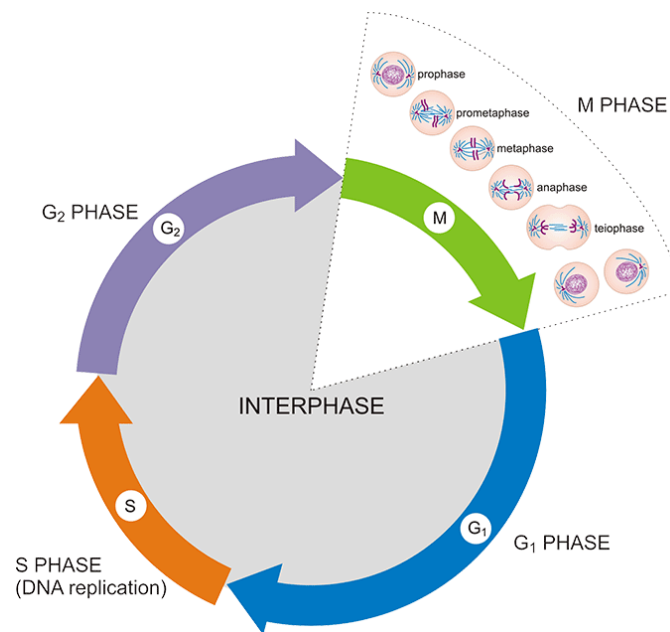 prophase
prometaphase
M PHASE
metaphase
anaphase
teiophase
G₂ PHASE
G₂
M
INTERPHASE
S
G₁
G₁ PHASE
S PHASE
(DNA replication)